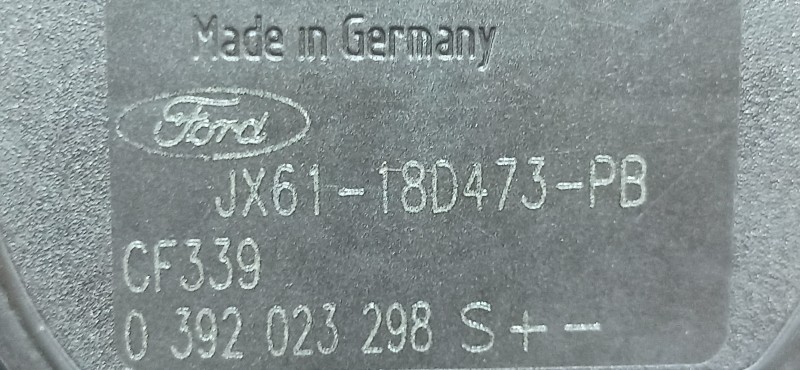 Made in Germany
Ford
JX61-18D473-PB
CF339
0 392 023 298 S + -